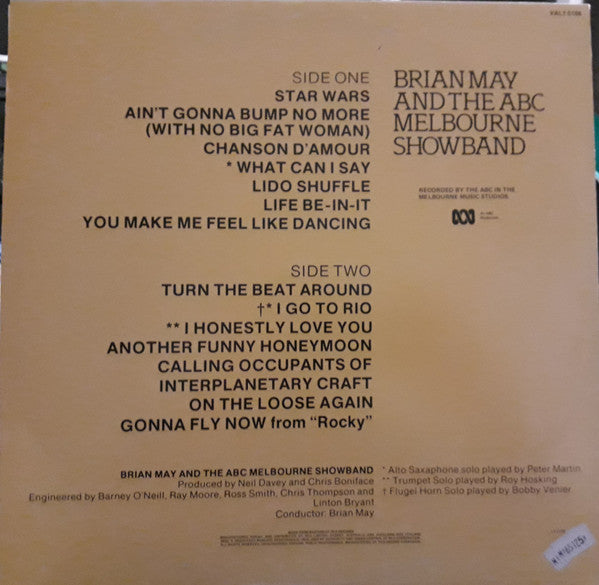 VKL1 0108
SIDE ONE
STAR WARS
AIN'T GONNA BUMP NO MORE
(WITH NO BIG FAT WOMAN)
CHANSON D'AMOUR
* WHAT CAN I SAY
LIDO SHUFFLE
LIFE BE-IN-IT
YOU MAKE ME FEEL LIKE DANCING
SIDE TWO
TURN THE BEAT AROUND
†* I GO TO RIO
** I HONESTLY LOVE YOU
ANOTHER FUNNY HONEYMOON
CALLING OCCUPANTS OF
INTERPLANETARY CRAFT
ON THE LOOSE AGAIN
GONNA FLY NOW from "Rocky"
BRIAN MAY
AND THE ABC
MELBOURNE
SHOWBAND
RECORDED BY THE ABC IN THE
MELBOURNE MUSIC STUDIOS
BRIAN MAY AND THE ABC MELBOURNE SHOWBAND
Produced by Neil Davey and Chris Boniface
Engineered by Barney O'Neill, Ray Moore, Ross Smith, Chris Thompson and
Linton Bryant
Conductor: Brian May
* Alto Saxophone solo played by Peter Martin
** Trumpet Solo played by Roy Hosking
† Flugel Horn Solo played by Bobby Venier